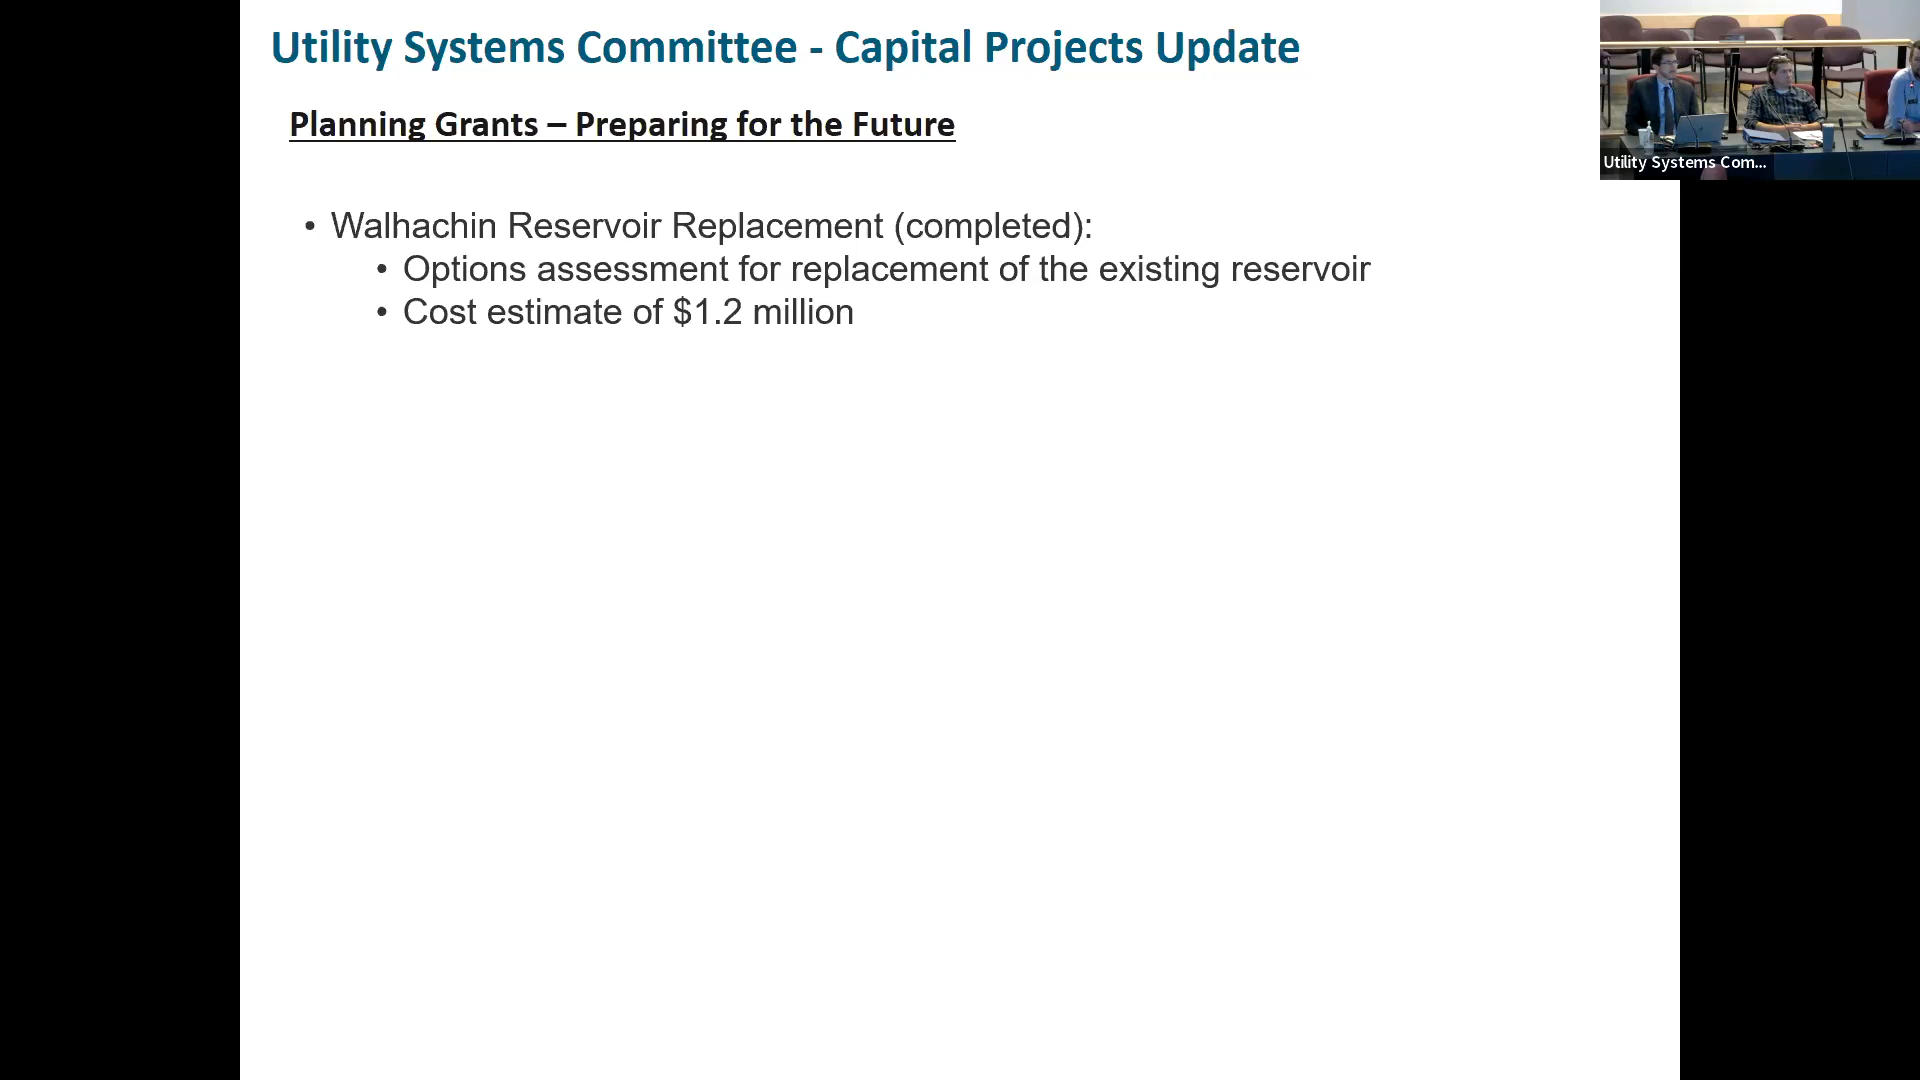 Utility Systems Committee - Capital Projects Update
Planning Grants – Preparing for the Future
• Walhachin Reservoir Replacement (completed):
• Options assessment for replacement of the existing reservoir
• Cost estimate of $1.2 million
Utility Systems Com...